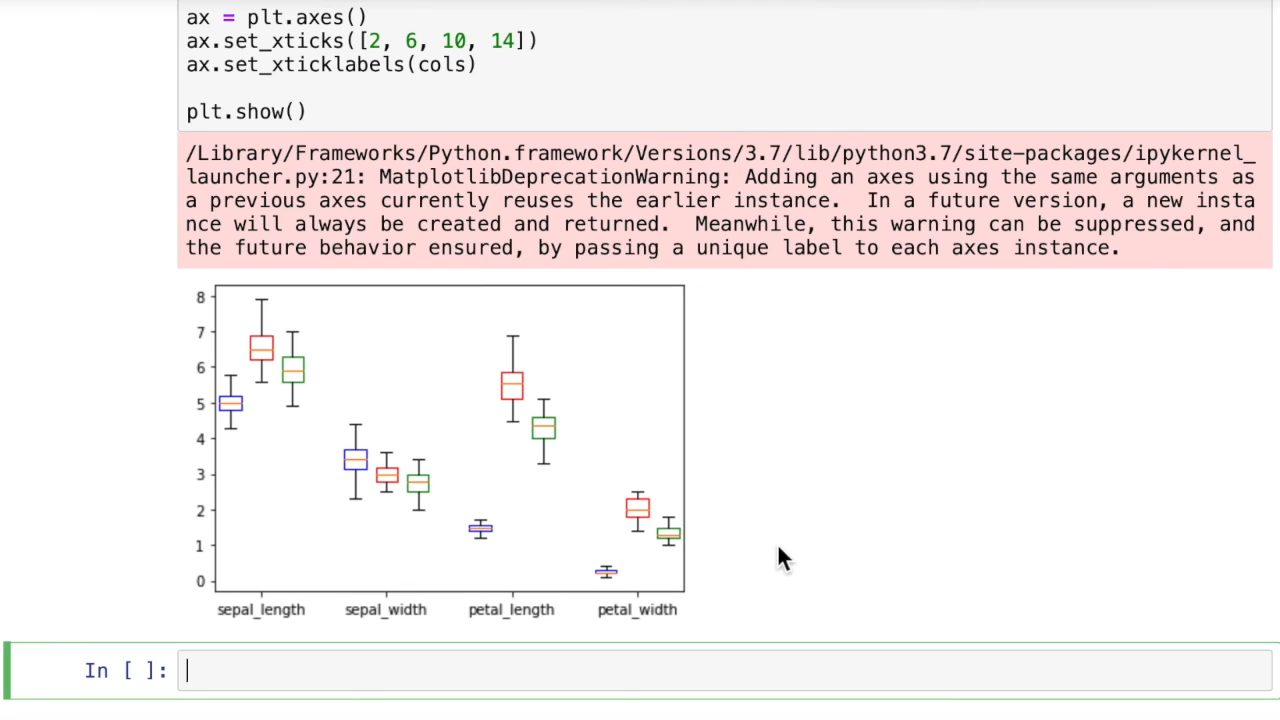 ax = plt.axes()
ax.set_xticks([2, 6, 10, 14])
ax.set_xticklabels(cols)
plt.show()
/Library/Frameworks/Python.framework/Versions/3.7/lib/python3.7/site-packages/ipykernel_
launcher.py:21: MatplotlibDeprecationWarning: Adding an axes using the same arguments as
a previous axes currently reuses the earlier instance.  In a future version, a new insta
nce will always be created and returned.  Meanwhile, this warning can be suppressed, and
the future behavior ensured, by passing a unique label to each axes instance.
8
7
6
5
4
3
2
1
0
sepal_length sepal_width petal_length petal_width
In [ ]: